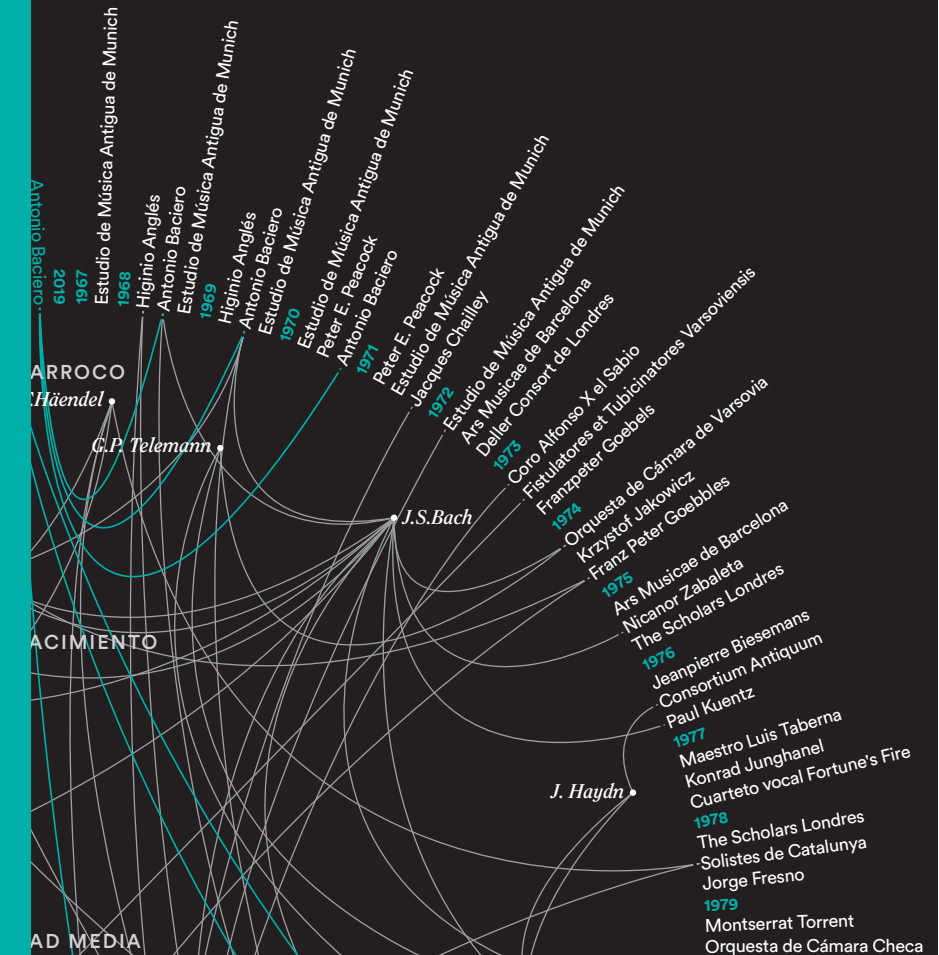 Antonio Baciero
2019
1967
Estudio de Música Antigua de Munich
1968
Higinio Anglés
Antonio Baciero
Estudio de Música Antigua de Munich
1969
Higinio Anglés
Antonio Baciero
Estudio de Música Antigua de Munich
1970
Estudio de Música Antigua de Munich
Peter E. Peacock
Antonio Baciero
1971
Peter E. Peacock
Estudio de Música Antigua de Munich
Jacques Chailley
1972
Estudio de Música Antigua de Munich
Ars Musicae de Barcelona
Deller Consort de Londres
1973
Coro Alfonso X el Sabio
Fistulatores et Tubicinatores Varsoviensis
Franzpeter Goebels
1974
Orquesta de Cámara de Varsovia
Krzystof Jakowicz
Franz Peter Goebbles
1975
Ars Musicae de Barcelona
Nicanor Zabaleta
The Scholars Londres
1976
Jeanpierre Biesemans
Consortium Antiquum
Paul Kuentz
1977
Maestro Luis Taberna
Konrad Junghanel
Cuarteto vocal Fortune's Fire
1978
The Scholars Londres
Solistes de Catalunya
Jorge Fresno
1979
Montserrat Torrent
Orquesta de Cámara Checa
ARROCO
.Häendel
G.P. Telemann
J.S.Bach
ACIMIENTO
J. Haydn
AD MEDIA